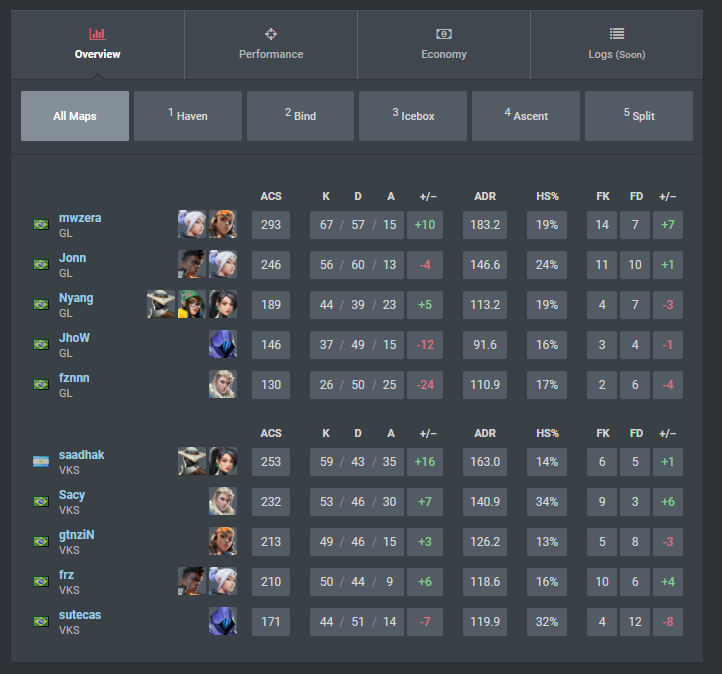 Overview Performance Economy Logs (Soon)
All Maps 1 Haven 2 Bind 3 Icebox 4 Ascent 5 Split
ACS K D A +/– ADR HS% FK FD +/–
mwzera 293 67 / 57 / 15 +10 183.2 19% 14 7 +7
GL
Jonn 246 56 / 60 / 13 -4 146.6 24% 11 10 +1
GL
Nyang 189 44 / 39 / 23 +5 113.2 19% 4 7 -3
GL
JhoW 146 37 / 49 / 15 -12 91.6 16% 3 4 -1
GL
fznnn 130 26 / 50 / 25 -24 110.9 17% 2 6 -4
GL
ACS K D A +/– ADR HS% FK FD +/–
saadhak 253 59 / 43 / 35 +16 163.0 14% 6 5 +1
VKS
Sacy 232 53 / 46 / 30 +7 140.9 34% 9 3 +6
VKS
gtnziN 213 49 / 46 / 15 +3 126.2 13% 5 8 -3
VKS
frz 210 50 / 44 / 9 +6 118.6 16% 10 6 +4
VKS
sutecas 171 44 / 51 / 14 -7 119.9 32% 4 12 -8
VKS